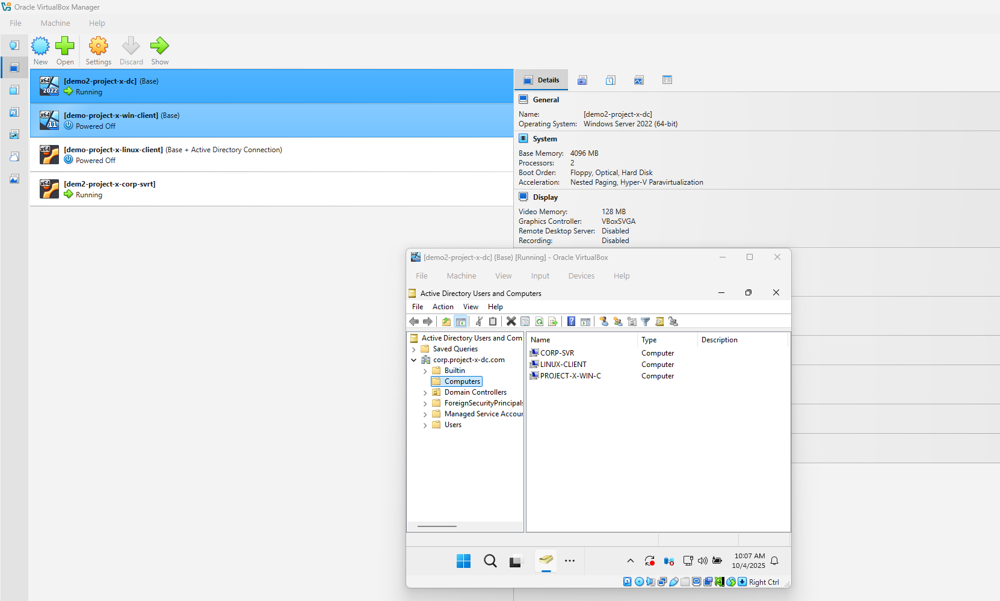 Oracle VirtualBox Manager
File Machine Help
New Open Settings Discard Show
x64 2022 [demo2-project-x-dc] (Base)
Running
x64 11 [demo-project-x-win-client] (Base)
Powered Off
x64 [demo-project-x-linux-client] (Base + Active Directory Connection)
Powered Off
x64 [dem2-project-x-corp-svrt]
Running
Details
General
Name: [demo2-project-x-dc]
Operating System: Windows Server 2022 (64-bit)
System
Base Memory: 4096 MB
Processors: 2
Boot Order: Floppy, Optical, Hard Disk
Acceleration: Nested Paging, Hyper-V Paravirtualization
Display
Video Memory: 128 MB
Graphics Controller: VBoxSVGA
Remote Desktop Server: Disabled
Recording: Disabled
[demo2-project-x-dc] (Base) [Running] - Oracle VirtualBox
File Machine View Input Devices Help
Active Directory Users and Computers
File Action View Help
Active Directory Users and Com
Saved Queries
corp.project-x-dc.com
Builtin
Computers
Domain Controllers
ForeignSecurityPrincipals
Managed Service Accour
Users
Name Type Description
CORP-SVR Computer
LINUX-CLIENT Computer
PROJECT-X-WIN-C Computer
10:07 AM
10/4/2025
Right Ctrl